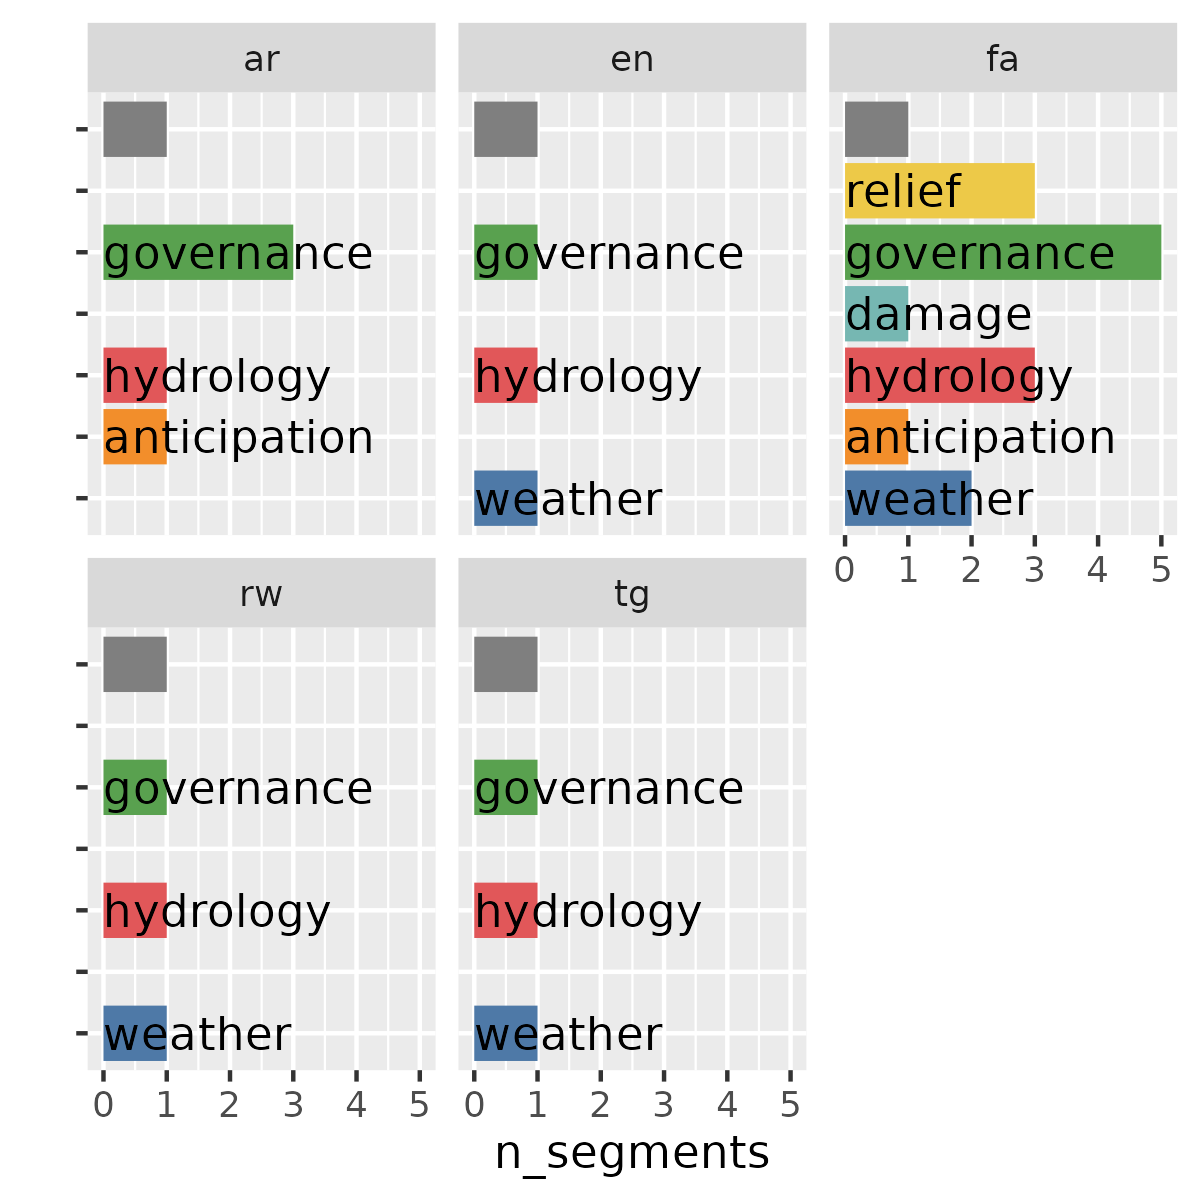 ar
governance
hydrology
anticipation
en
governance
hydrology
weather
fa
relief
governance
damage
hydrology
anticipation
weather
0 1 2 3 4 5
rw
governance
hydrology
weather
0 1 2 3 4 5
tg
governance
hydrology
weather
0 1 2 3 4 5
n_segments